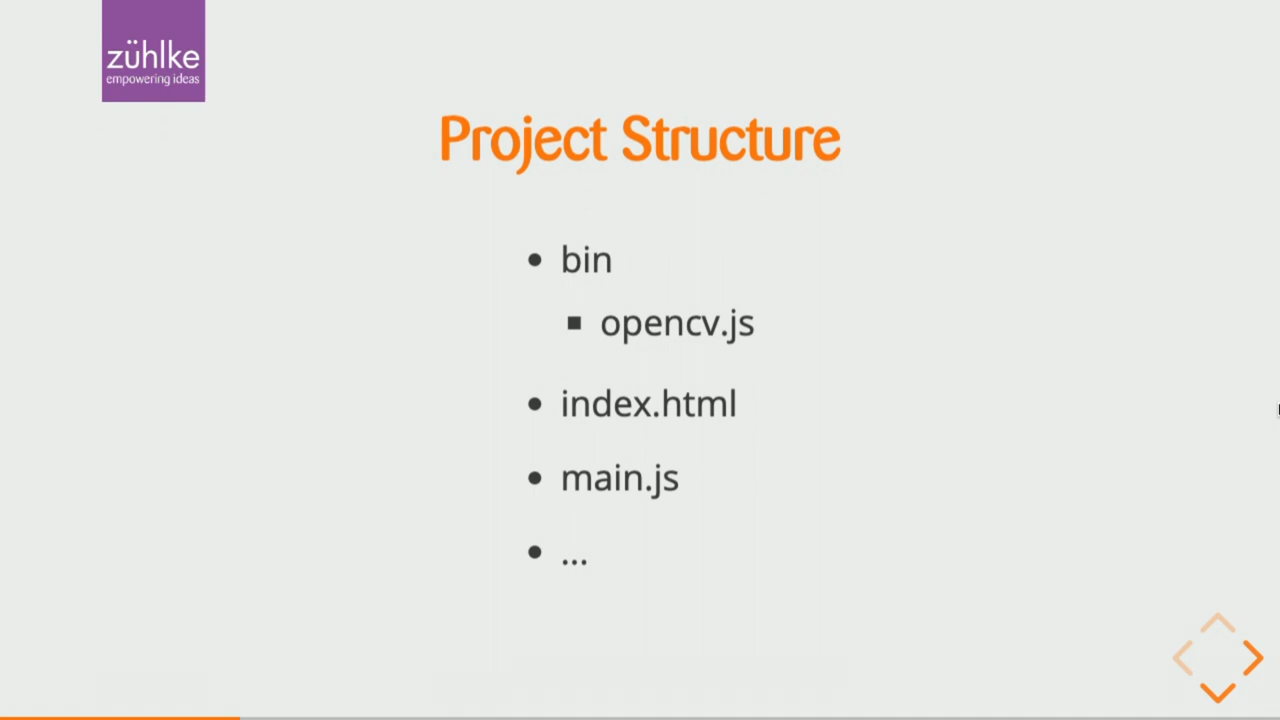 zühlke
empowering ideas
Project Structure
bin
opencv.js
index.html
main.js
...